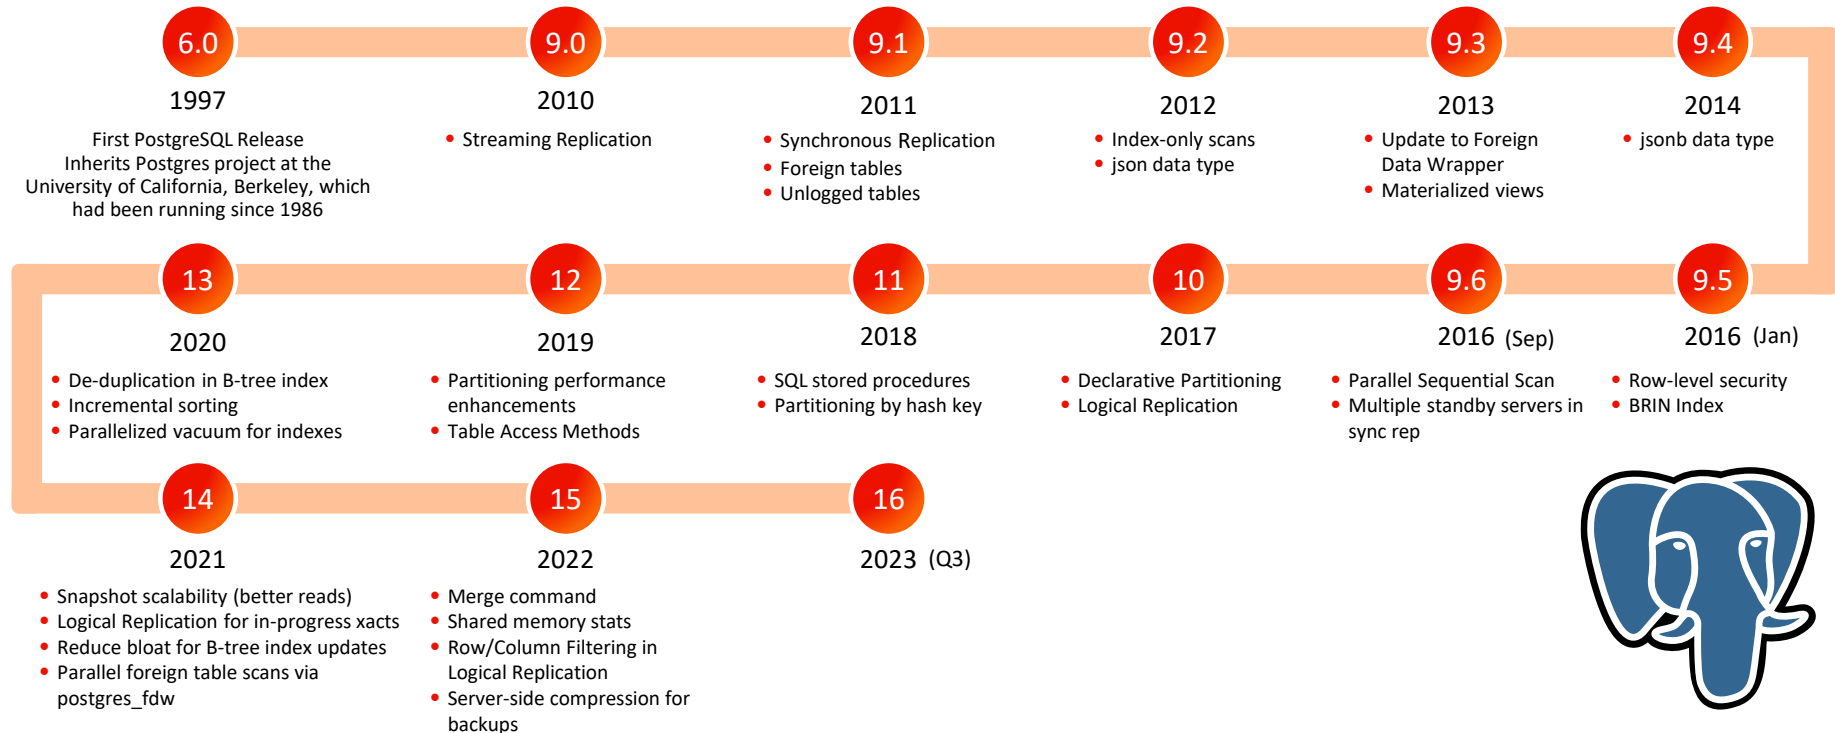 6.0
1997
First PostgreSQL Release
Inherits Postgres project at the
University of California, Berkeley, which
had been running since 1986
9.0
2010
• Streaming Replication
9.1
2011
• Synchronous Replication
• Foreign tables
• Unlogged tables
9.2
2012
• Index-only scans
• json data type
9.3
2013
• Update to Foreign
Data Wrapper
• Materialized views
9.4
2014
• jsonb data type
13
2020
• De-duplication in B-tree index
• Incremental sorting
• Parallelized vacuum for indexes
12
2019
• Partitioning performance
enhancements
• Table Access Methods
11
2018
• SQL stored procedures
• Partitioning by hash key
10
2017
• Declarative Partitioning
• Logical Replication
9.6
2016 (Sep)
• Parallel Sequential Scan
• Multiple standby servers in
sync rep
9.5
2016 (Jan)
• Row-level security
• BRIN Index
14
2021
• Snapshot scalability (better reads)
• Logical Replication for in-progress xacts
• Reduce bloat for B-tree index updates
• Parallel foreign table scans via
postgres_fdw
15
2022
• Merge command
• Shared memory stats
• Row/Column Filtering in
Logical Replication
• Server-side compression for
backups
16
2023 (Q3)